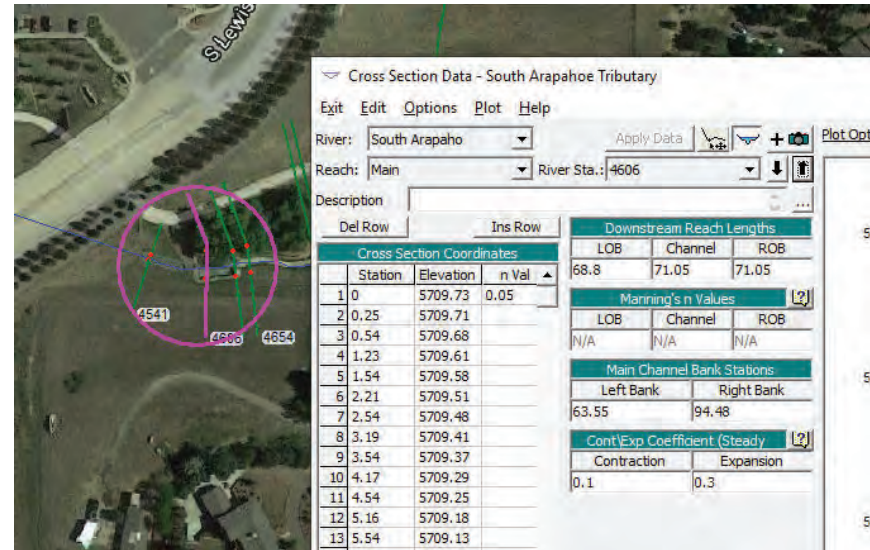 S Lewis
4541
4606
4654
Cross Section Data - South Arapahoe Tributary
Exit Edit Options Plot Help
River: South Arapaho Apply Data + Plot Opt
Reach: Main River Sta.: 4606
Description ...
Del Row Ins Row
Cross Section Coordinates
Station Elevation n Val
1 0 5709.73 0.05
2 0.25 5709.71
3 0.54 5709.68
4 1.23 5709.61
5 1.54 5709.58
6 2.21 5709.51
7 2.54 5709.48
8 3.19 5709.41
9 3.54 5709.37
10 4.17 5709.29
11 4.54 5709.25
12 5.16 5709.18
13 5.54 5709.13
Downstream Reach Lengths
LOB Channel ROB
68.8 71.05 71.05
Manning's n Values ?
LOB Channel ROB
N/A N/A N/A
Main Channel Bank Stations
Left Bank Right Bank
63.55 94.48
Cont\Exp Coefficient (Steady ?
Contraction Expansion
0.1 0.3
5
5
5